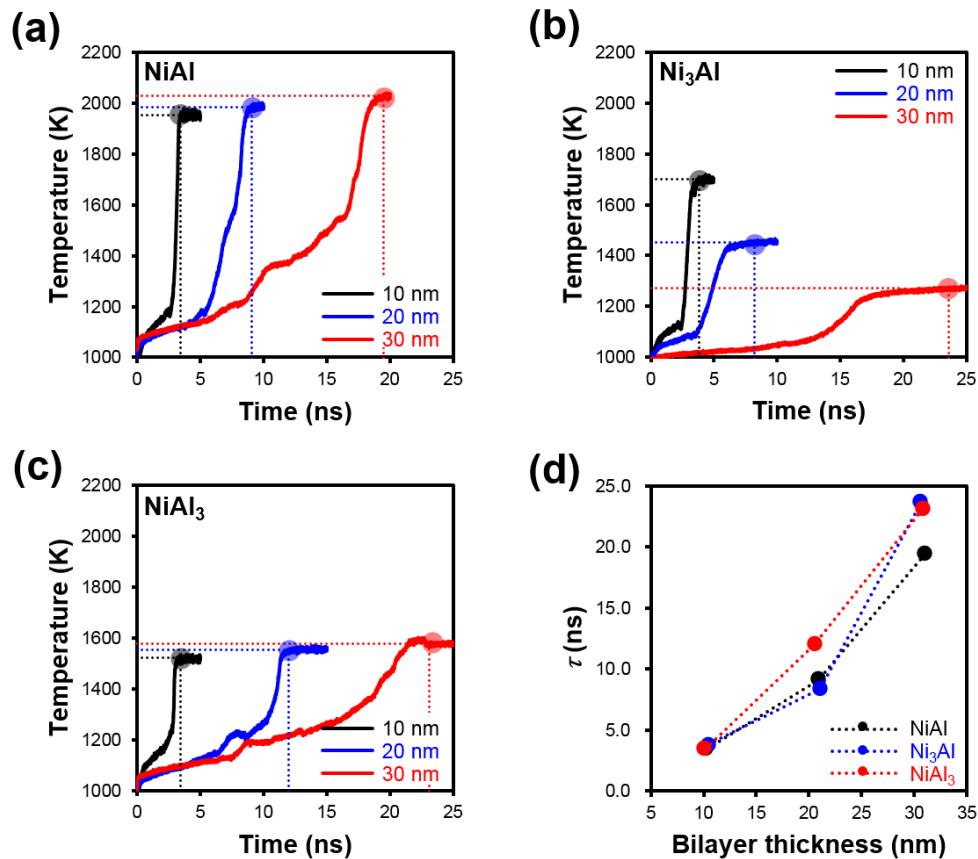 (a)
NiAl
2200
2000
1800
1600
1400
1200
1000
Temperature (K)
10 nm
20 nm
30 nm
0 5 10 15 20 25
Time (ns)
(b)
Ni₃Al
2200
2000
1800
1600
1400
1200
1000
Temperature (K)
10 nm
20 nm
30 nm
0 5 10 15 20 25
Time (ns)
(c)
NiAl₃
2200
2000
1800
1600
1400
1200
1000
Temperature (K)
10 nm
20 nm
30 nm
0 5 10 15 20 25
Time (ns)
(d)
25.0
20.0
15.0
10.0
5.0
0.0
τ (ns)
NiAl
Ni₃Al
NiAl₃
5 10 15 20 25 30 35
Bilayer thickness (nm)